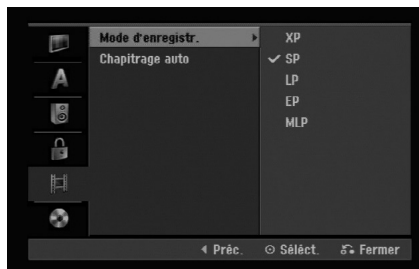 Mode d'enregistr.
Chapitrage auto
XP
SP
LP
EP
MLP
A
Préc.
Séléct.
Fermer